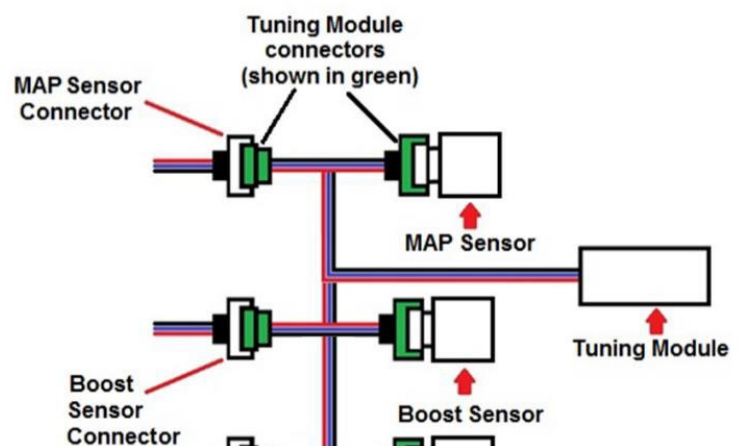 Tuning Module
connectors
(shown in green)
MAP Sensor
Connector
MAP Sensor
Tuning Module
Boost
Sensor
Connector
Boost Sensor